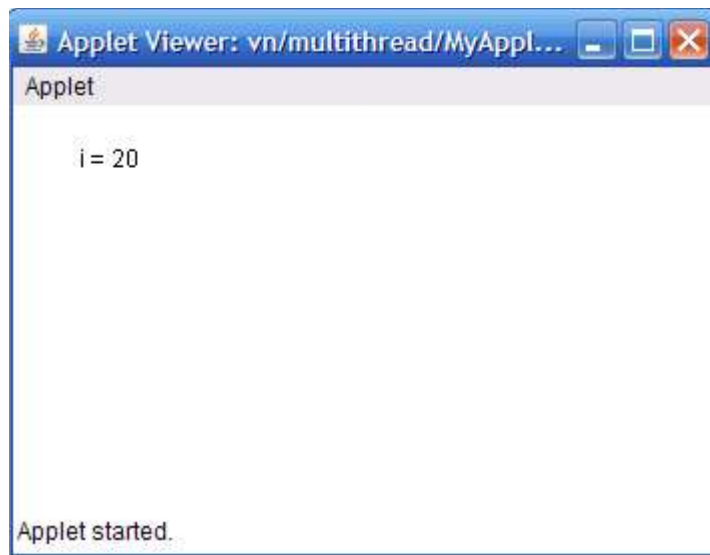 Applet Viewer: vn/multithread/MyAppl...
Applet
i = 20
Applet started.